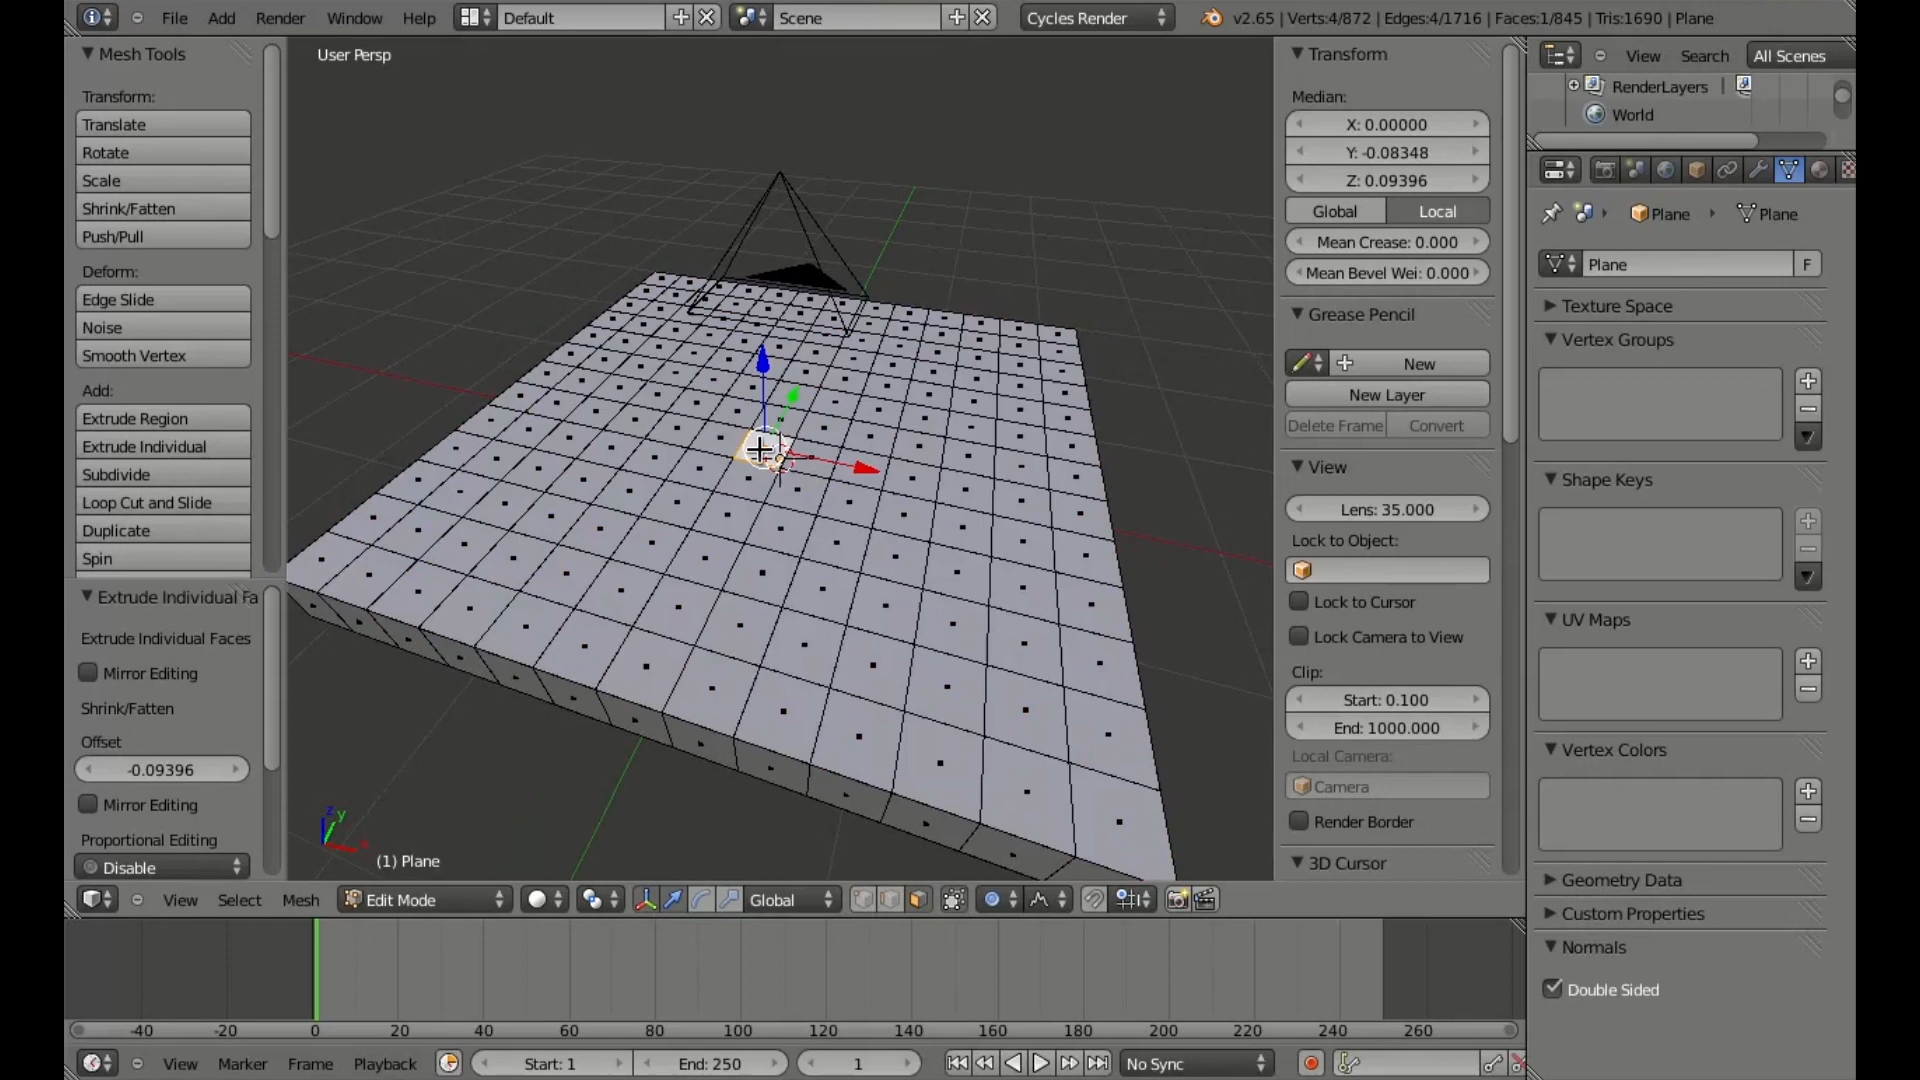 File Add Render Window Help Default Scene Cycles Render v2.65 | Verts:4/872 | Edges:4/1716 | Faces:1/845 | Tris:1690 | Plane
Mesh Tools
Transform:
Translate
Rotate
Scale
Shrink/Fatten
Push/Pull
Deform:
Edge Slide
Noise
Smooth Vertex
Add:
Extrude Region
Extrude Individual
Subdivide
Loop Cut and Slide
Duplicate
Spin
Extrude Individual Fa
Extrude Individual Faces
Mirror Editing
Shrink/Fatten
Offset
-0.09396
Mirror Editing
Proportional Editing
Disable
User Persp
z y x
(1) Plane
Transform
Median:
X: 0.00000
Y: -0.08348
Z: 0.09396
Global Local
Mean Crease: 0.000
Mean Bevel Wei: 0.000
Grease Pencil
New
New Layer
Delete Frame Convert
View
Lens: 35.000
Lock to Object:
Lock to Cursor
Lock Camera to View
Clip:
Start: 0.100
End: 1000.000
Local Camera:
Camera
Render Border
3D Cursor
View Search All Scenes
RenderLayers |
World
Plane Plane
Plane F
Texture Space
Vertex Groups
Shape Keys
UV Maps
Vertex Colors
Geometry Data
Custom Properties
Normals
Double Sided
View Select Mesh Edit Mode Global
-40 -20 0 20 40 60 80 100 120 140 160 180 200 220 240 260
View Marker Frame Playback Start: 1 End: 250 1 No Sync